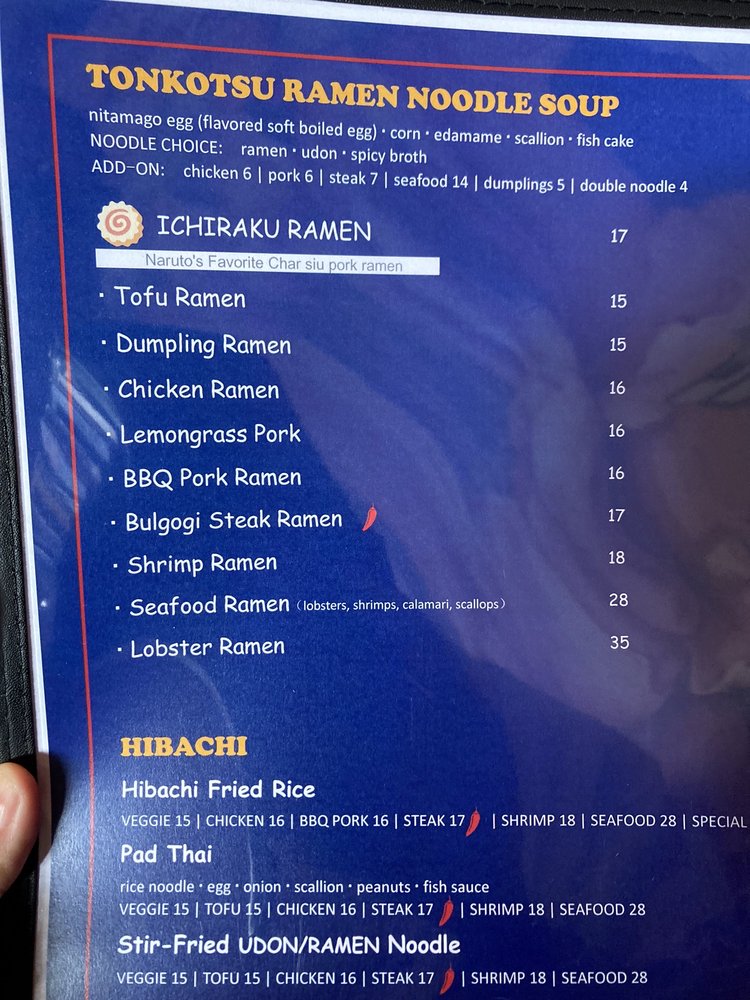 TONKOTSU RAMEN NOODLE SOUP
nitamago egg (flavored soft boiled egg) · corn · edamame · scallion · fish cake
NOODLE CHOICE: ramen · udon · spicy broth
ADD-ON: chicken 6 | pork 6 | steak 7 | seafood 14 | dumplings 5 | double noodle 4
ICHIRAKU RAMEN 17
Naruto's Favorite Char siu pork ramen
· Tofu Ramen 15
· Dumpling Ramen 15
· Chicken Ramen 16
· Lemongrass Pork 16
· BBQ Pork Ramen 16
· Bulgogi Steak Ramen 17
· Shrimp Ramen 18
· Seafood Ramen (lobsters, shrimps, calamari, scallops) 28
· Lobster Ramen 35
HIBACHI
Hibachi Fried Rice
VEGGIE 15 | CHICKEN 16 | BBQ PORK 16 | STEAK 17 | SHRIMP 18 | SEAFOOD 28 | SPECIAL
Pad Thai
rice noodle · egg · onion · scallion · peanuts · fish sauce
VEGGIE 15 | TOFU 15 | CHICKEN 16 | STEAK 17 | SHRIMP 18 | SEAFOOD 28
Stir-Fried UDON/RAMEN Noodle
VEGGIE 15 | TOFU 15 | CHICKEN 16 | STEAK 17 | SHRIMP 18 | SEAFOOD 28